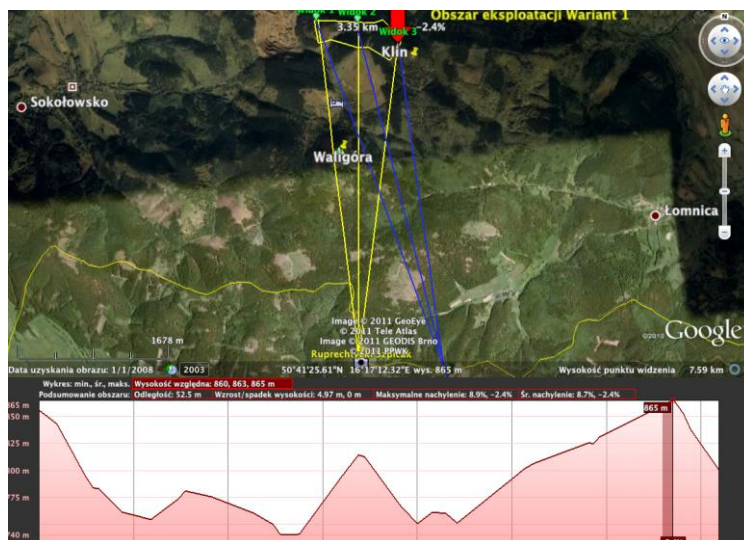 Widok 1
Widok 2
Obszar eksploatacji Wariant 1
3.35 km
-2.4%
Widok 3
Klin
N
Sokołowsko
Waligóra
Łomnica
Image © 2011 GeoEye
© 2011 Tele Atlas
Image © 2011 GEODIS Brno
© 2011 PPWK
©2010 Google
1678 m
Data uzyskania obrazu: 1/1/2008
2003
50°41'25.61"N 16°17'12.32"E wys. 865 m
Wysokość punktu widzenia 7.59 km
Wykres: min., śr., maks. Wysokość względna: 860, 863, 865 m
Podsumowanie obszaru: Odległość: 52.5 m Wzrost/spadek wysokości: 4.97 m, 0 m Maksymalne nachylenie: 8.9%, -2.4% Śr. nachylenie: 8.7%, -2.4%
865 m
850 m
825 m
800 m
775 m
740 m
865 m